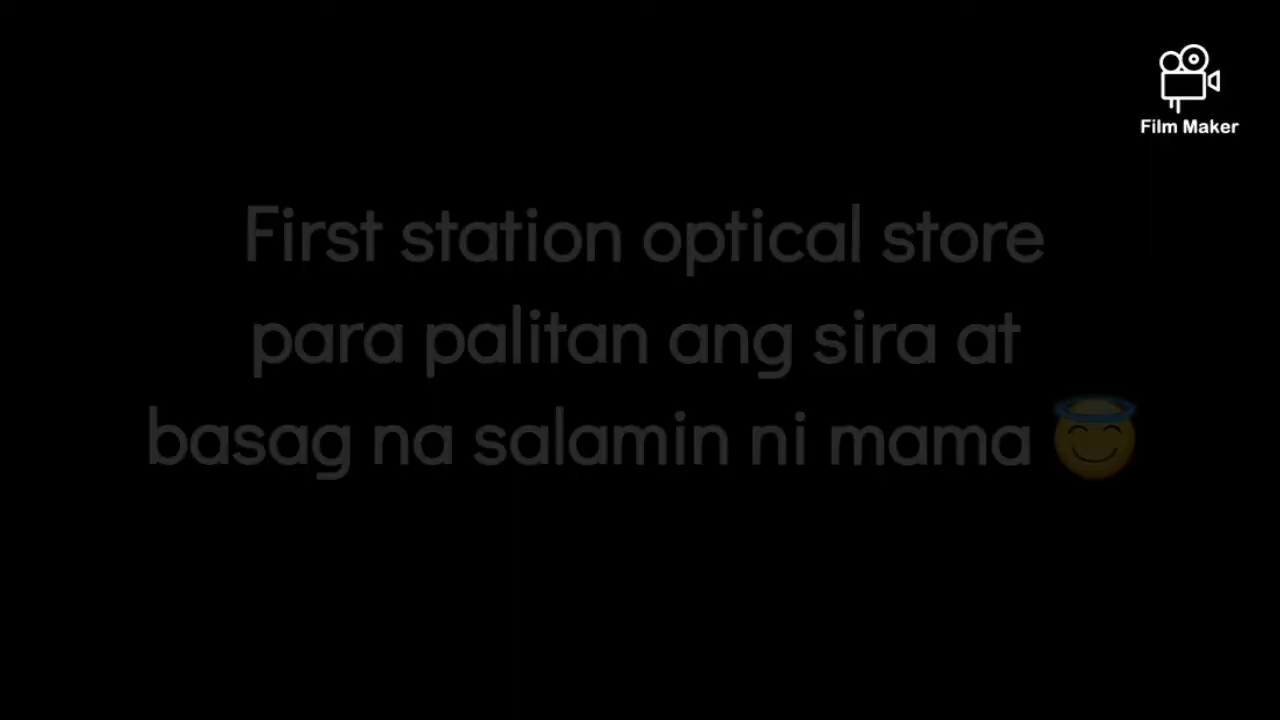 Film Maker
First station optical store
para palitan ang sira at
basag na salamin ni mama 😇